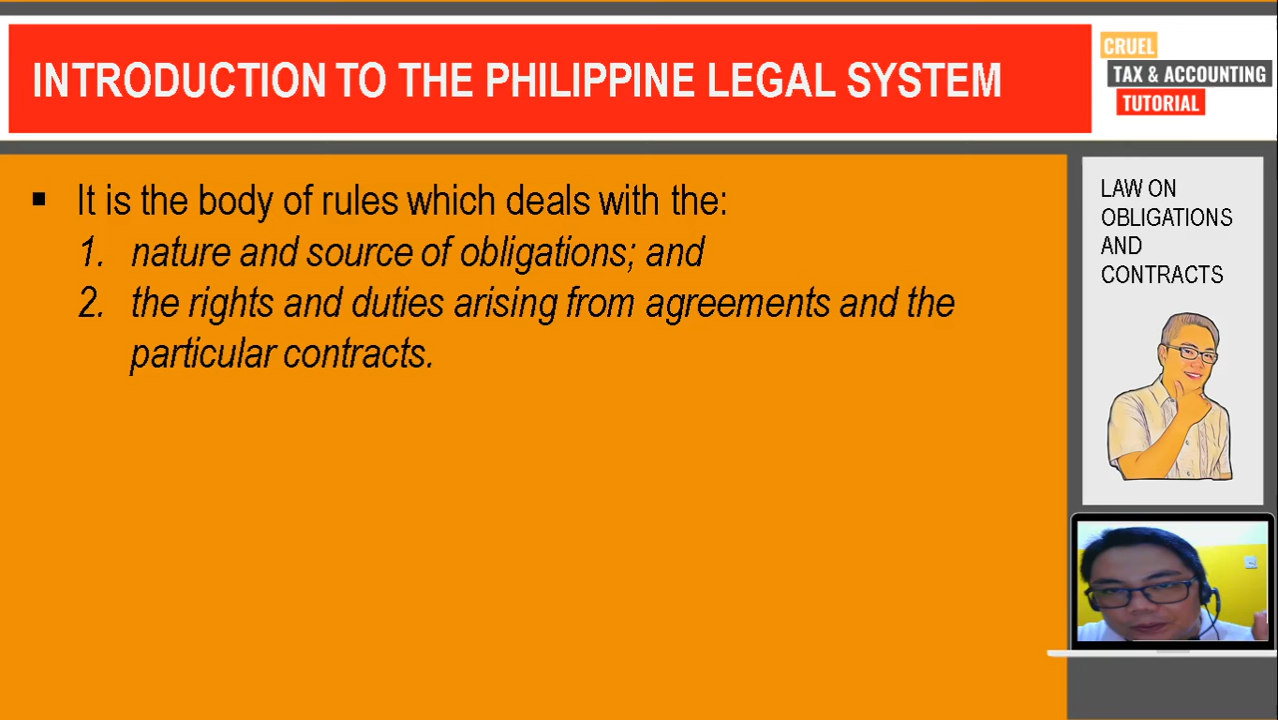 INTRODUCTION TO THE PHILIPPINE LEGAL SYSTEM
CRUEL
TAX & ACCOUNTING
TUTORIAL
▪ It is the body of rules which deals with the:
1. nature and source of obligations; and
2. the rights and duties arising from agreements and the
particular contracts.
LAW ON
OBLIGATIONS
AND
CONTRACTS